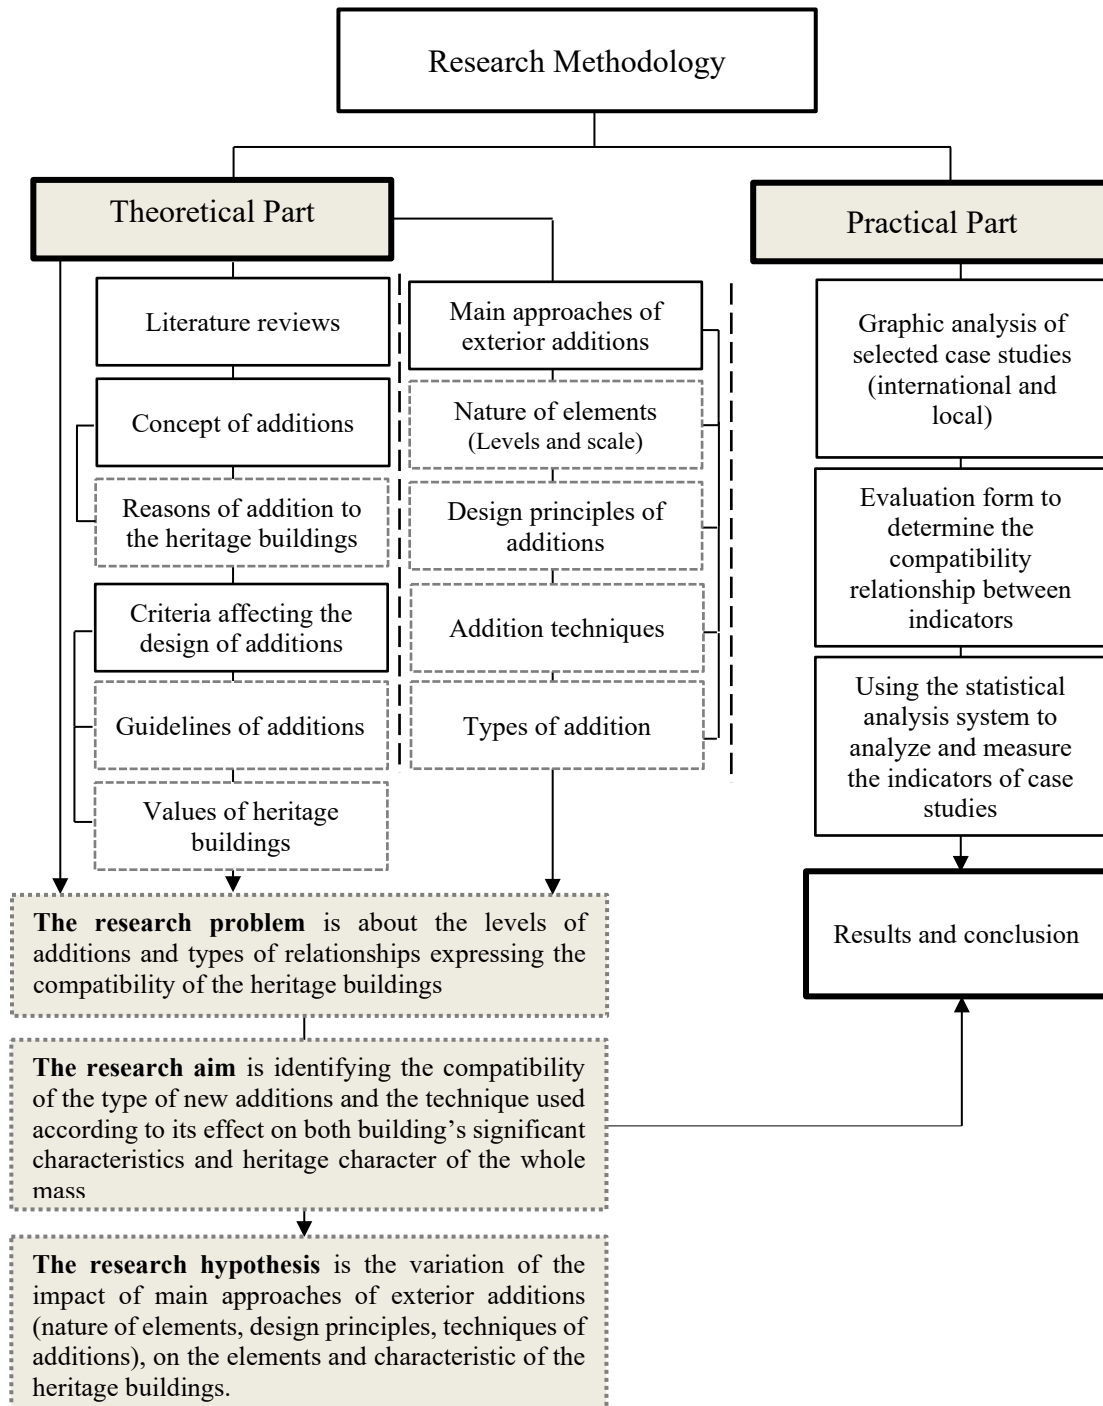 Research Methodology
Theoretical Part
Literature reviews
Concept of additions
Reasons of addition to
the heritage buildings
Criteria affecting the
design of additions
Guidelines of additions
Values of heritage
buildings
Main approaches of
exterior additions
Nature of elements
(Levels and scale)
Design principles of
additions
Addition techniques
Types of addition
Practical Part
Graphic analysis of
selected case studies
(international and
local)
Evaluation form to
determine the
compatibility
relationship between
indicators
Using the statistical
analysis system to
analyze and measure
the indicators of case
studies
Results and conclusion
The research problem is about the levels of
additions and types of relationships expressing the
compatibility of the heritage buildings
The research aim is identifying the compatibility
of the type of new additions and the technique used
according to its effect on both building’s significant
characteristics and heritage character of the whole
mass
The research hypothesis is the variation of the
impact of main approaches of exterior additions
(nature of elements, design principles, techniques of
additions), on the elements and characteristic of the
heritage buildings.